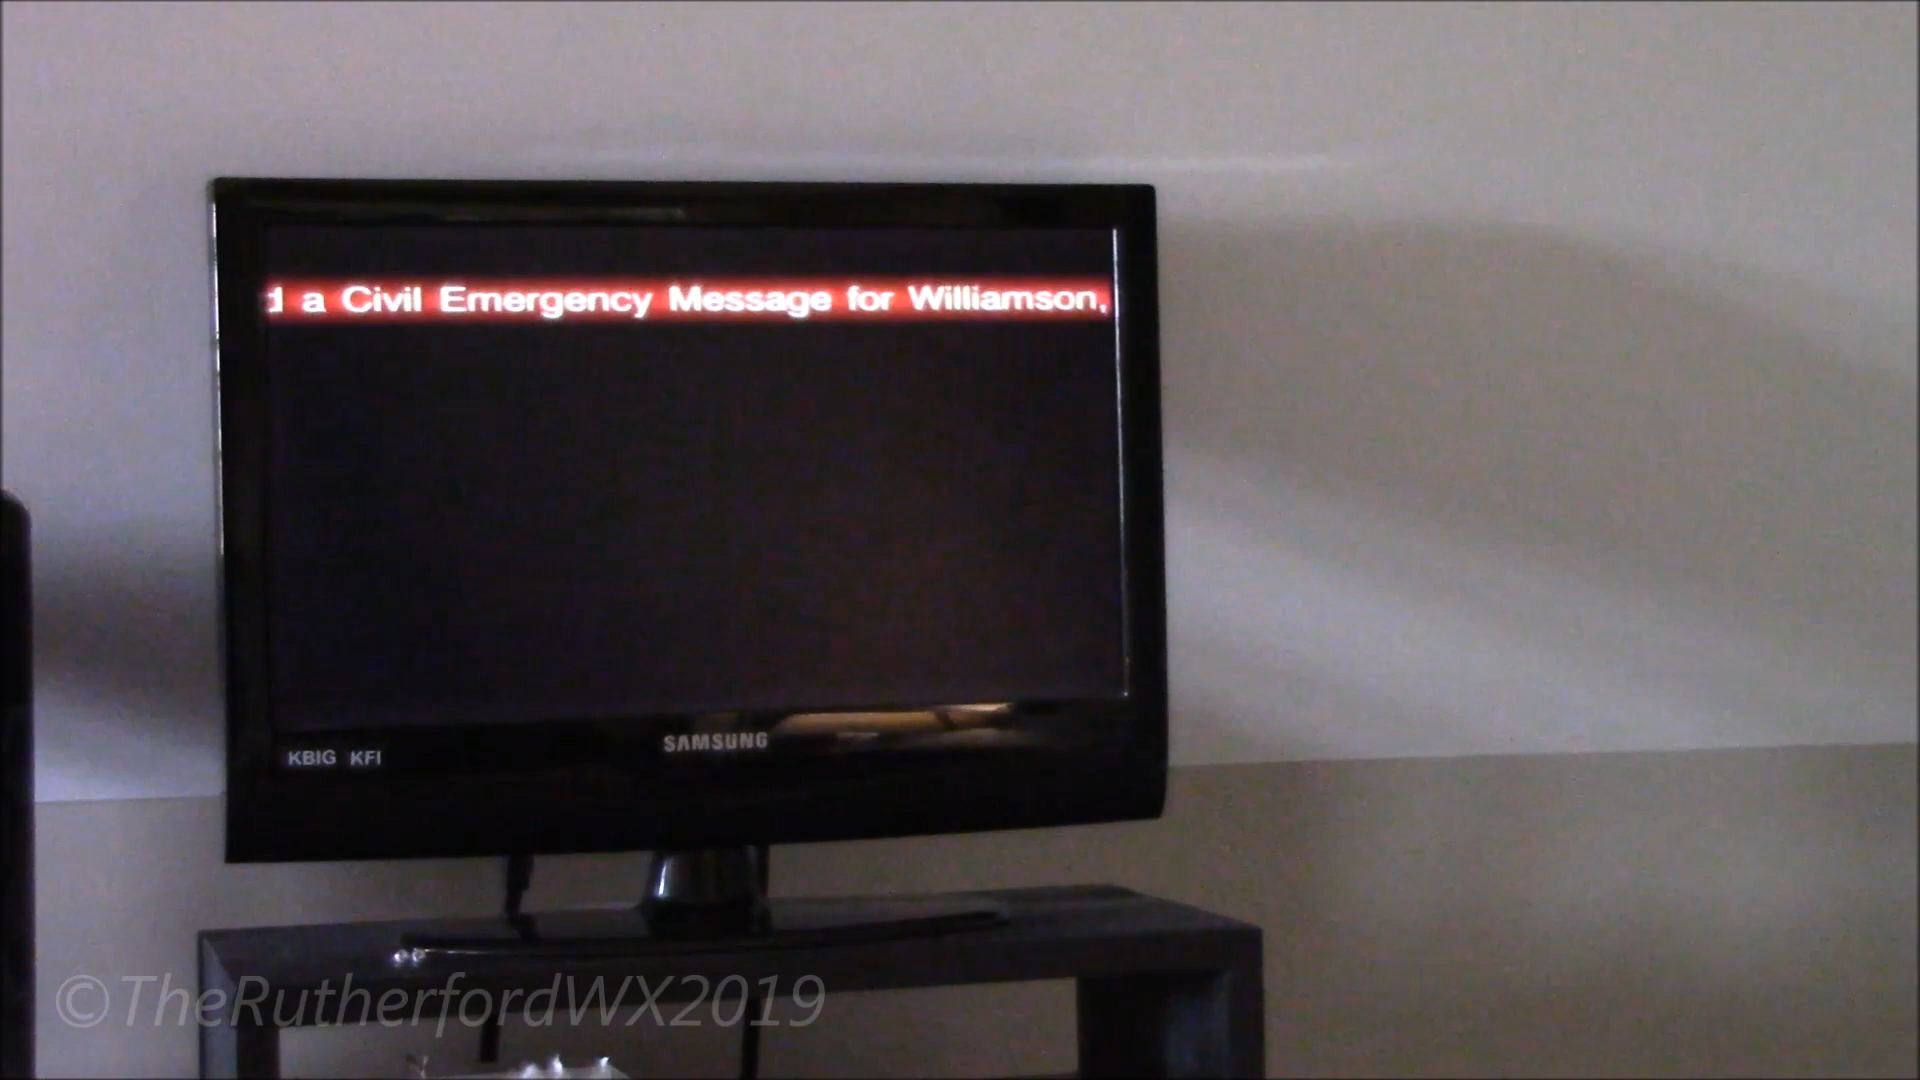 a Civil Emergency Message for Williamson,
KBIG KFI
SAMSUNG
©TheRutherfordWX2019